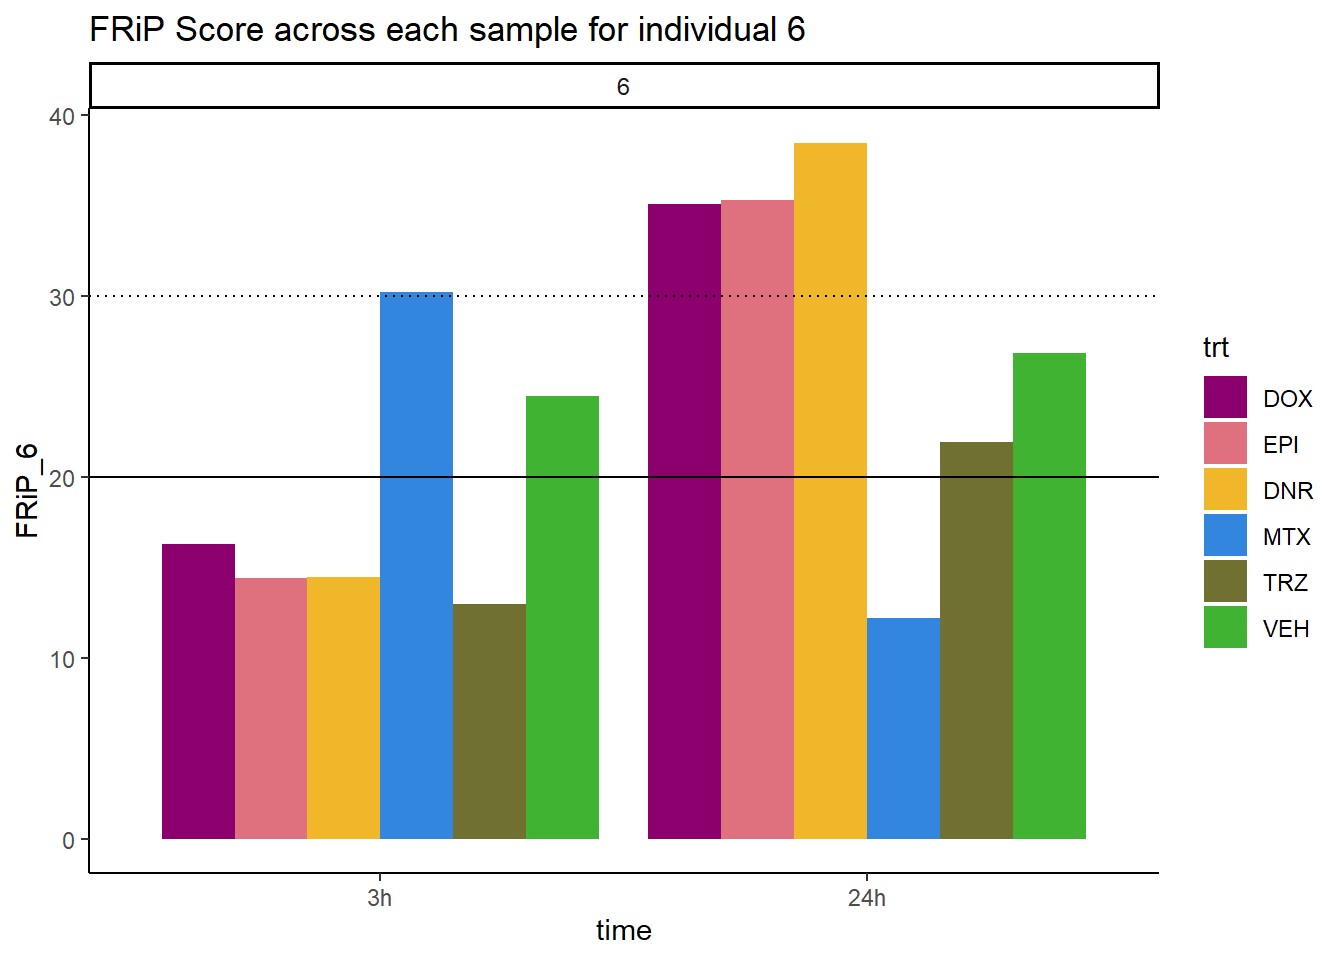 FRiP Score across each sample for individual 6
6
FRiP_6
40
30
20
10
0
3h
24h
time
trt
DOX
EPI
DNR
MTX
TRZ
VEH